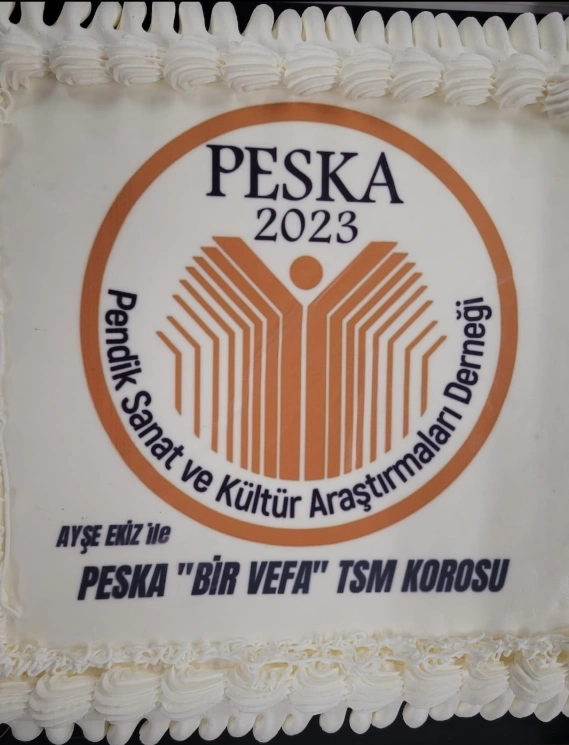 PESKA
2023
Pendik Sanat ve Kültür Araştırmaları Derneği
AYŞE EKİZ ile
PESKA "BİR VEFA" TSM KOROSU